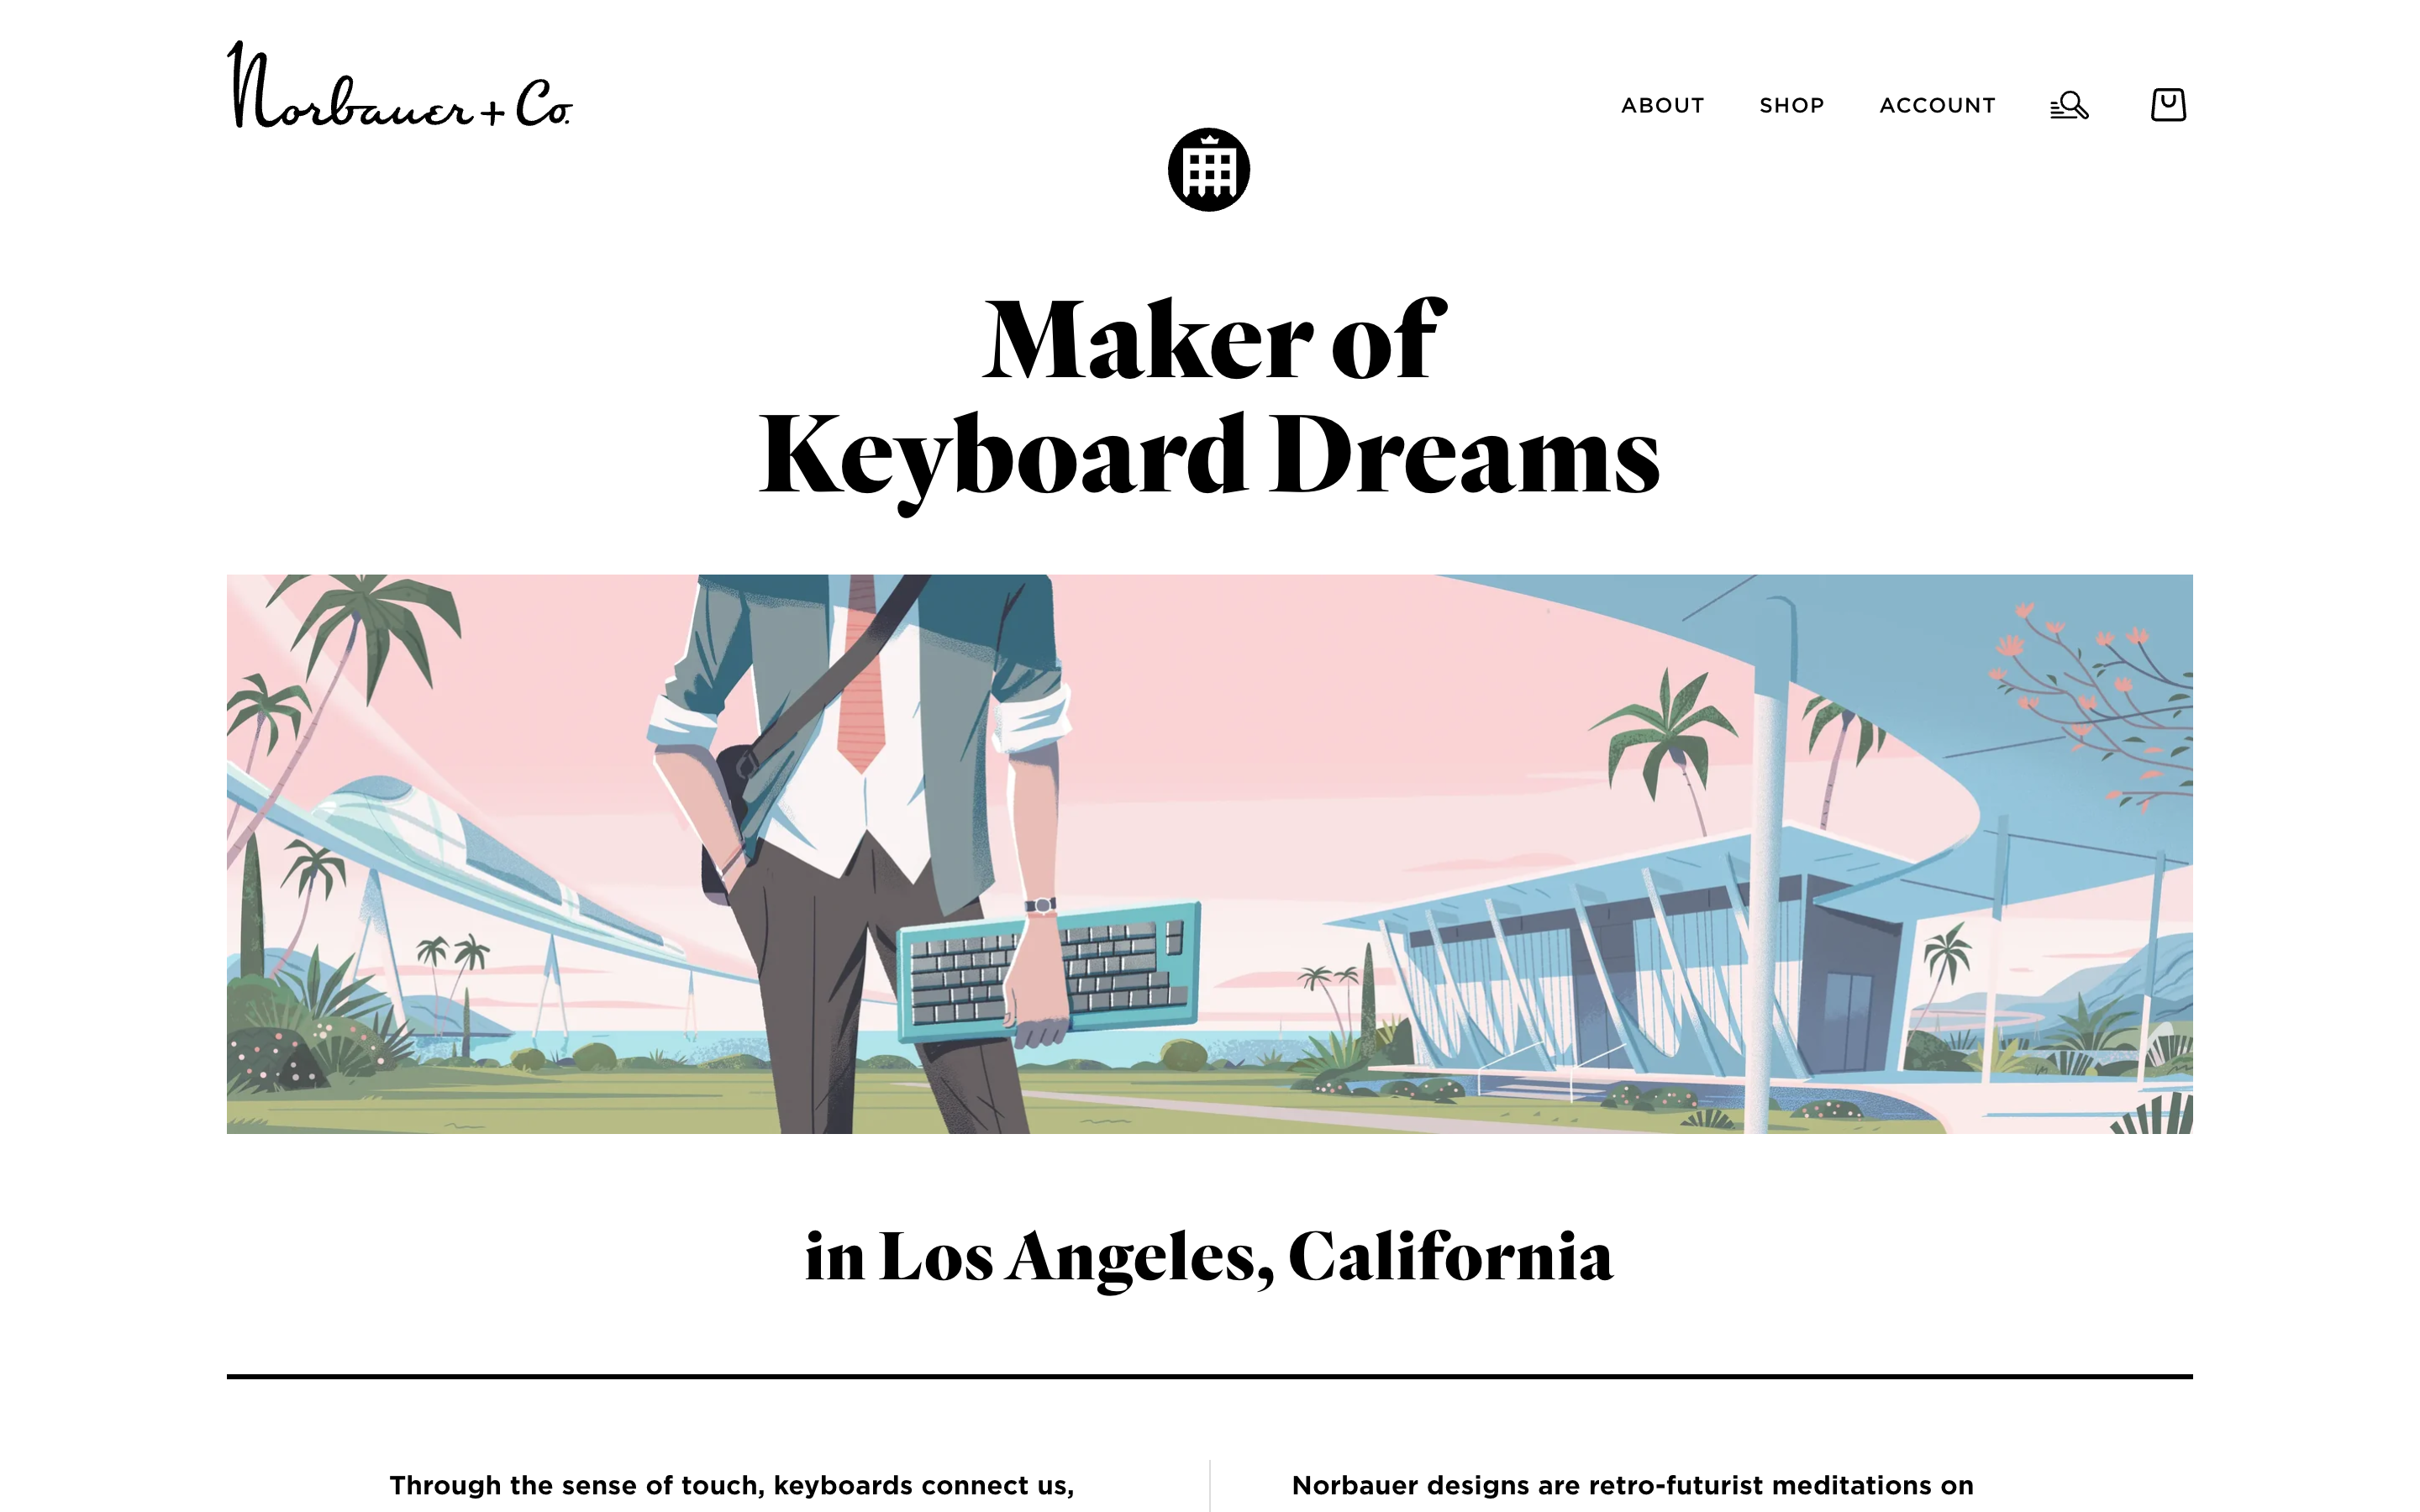 Norbauer + Co.
ABOUT SHOP ACCOUNT
Maker of
Keyboard Dreams
in Los Angeles, California
Through the sense of touch, keyboards connect us,
Norbauer designs are retro-futurist meditations on